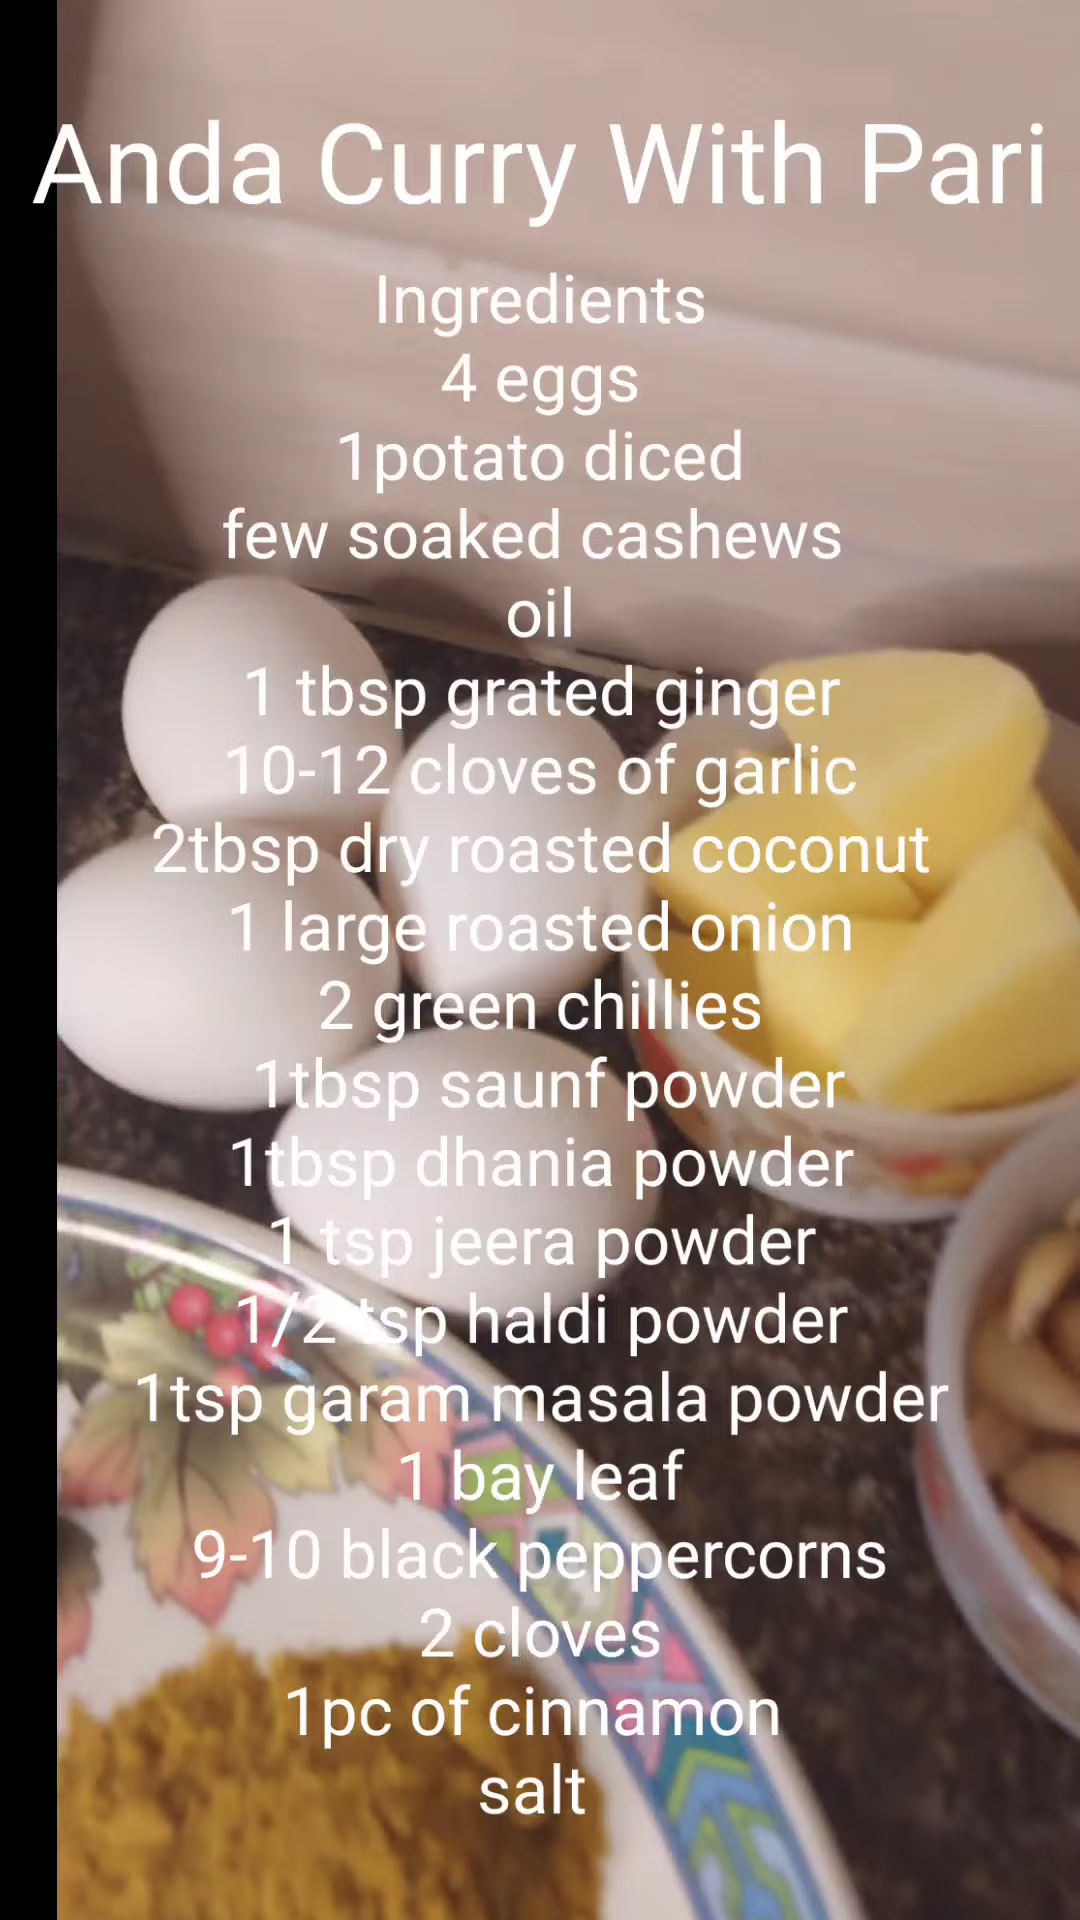 Anda Curry With Pari
Ingredients
4 eggs
1potato diced
few soaked cashews
oil
1 tbsp grated ginger
10-12 cloves of garlic
2tbsp dry roasted coconut
1 large roasted onion
2 green chillies
1tbsp saunf powder
1tbsp dhania powder
1 tsp jeera powder
1/2 tsp haldi powder
1tsp garam masala powder
1 bay leaf
9-10 black peppercorns
2 cloves
1pc of cinnamon
salt